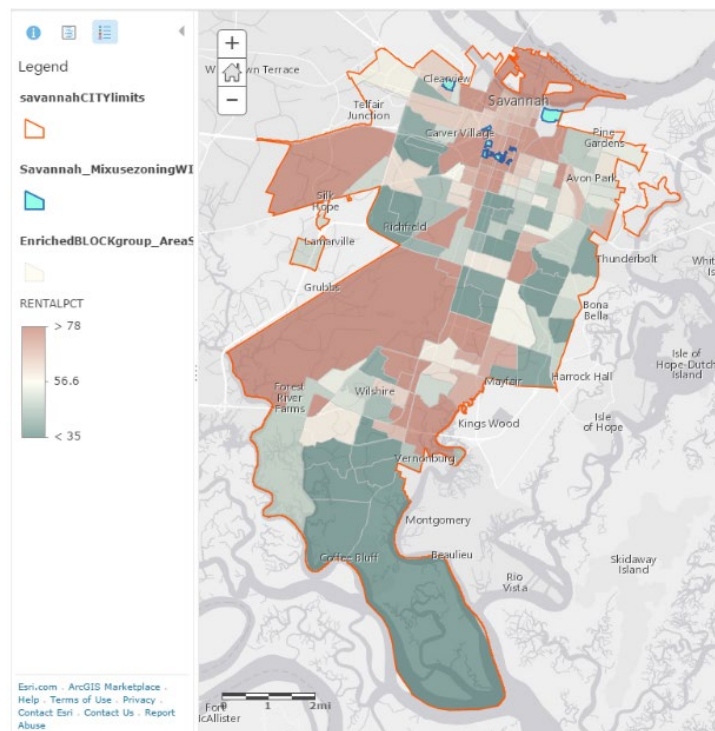 Legend
savannahCITYlimits
Savannah_MixusezoningWI
EnrichedBLOCKgroup_AreaS
RENTALPCT
> 78
56.6
< 35
Esri.com . ArcGIS Marketplace .
Help . Terms of Use . Privacy .
Contact Esri . Contact Us . Report
Abuse
+
−
Terrace
Clearview
Savannah
Telfair
Junction
Carver Village
Pine
Gardens
Avon Park
Silk
Hope
Richfield
Lamarville
Thunderbolt
Grubbs
Bona
Bella
Isle of
Hope-Dutch
Island
Forest
River
Farms
Wilshire
Mayfair
Harrock Hall
Kings Wood
Isle
of Hope
Vernonburg
Montgomery
Coffee Bluff
Beaulieu
Rio
Vista
Skidaway
Island
0 1 2mi
Fort
McAllister